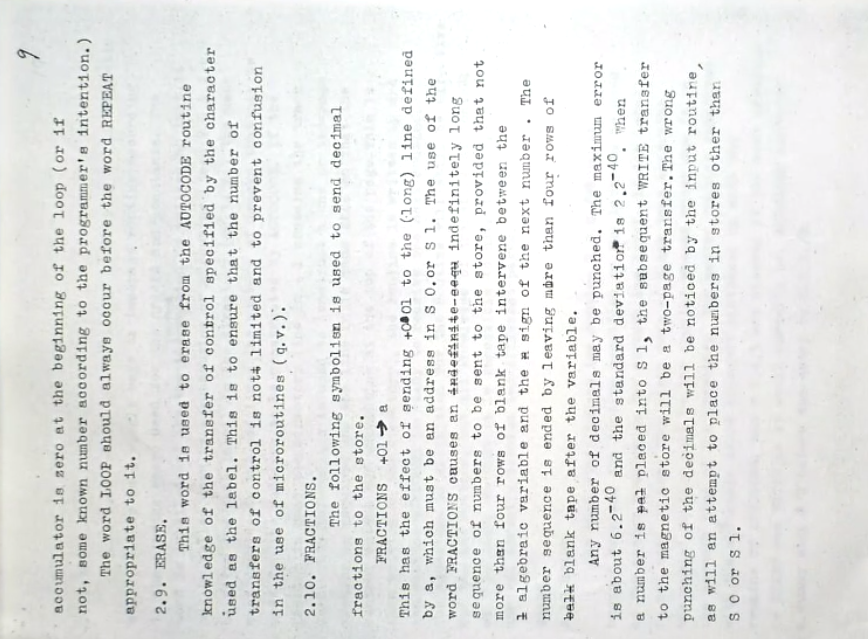 9
accumulator is zero at the beginning of the loop (or if
not, some known number according to the programmer's intention.)
The word LOOP should always occur before the word REPEAT
appropriate to it.
2.9. ERASE.
This word is used to erase from the AUTOCODE routine
knowledge of the transfer of control specified by the character
used as the label. This is to ensure that the number of
transfers of control is not limited and to prevent confusion
in the use of microroutines (q.v.).
2.10. FRACTIONS.
The following symbolism is used to send decimal
fractions to the store.
FRACTIONS +01 → a
This has the effect of sending +0.01 to the (long) line defined
by a, which must be an address in S 0.or S 1. The use of the
word FRACTIONS causes an indefinite sequ indefinitely long
sequence of numbers to be sent to the store, provided that not
more than four rows of blank tape intervene between the
algebraic variable and the sign of the next number . The
number sequence is ended by leaving more than four rows of
balk blank tape after the variable.
Any number of decimals may be punched. The maximum error
is about 6.2-40 and the standard deviation is 2.2-40. When
a number is placed into S 1, the subsequent WRITE transfer
to the magnetic store will be a two-page transfer.The wrong
punching of the decimals will be noticed by the input routine,
as will an attempt to place the numbers in stores other than
S 0 or S 1.